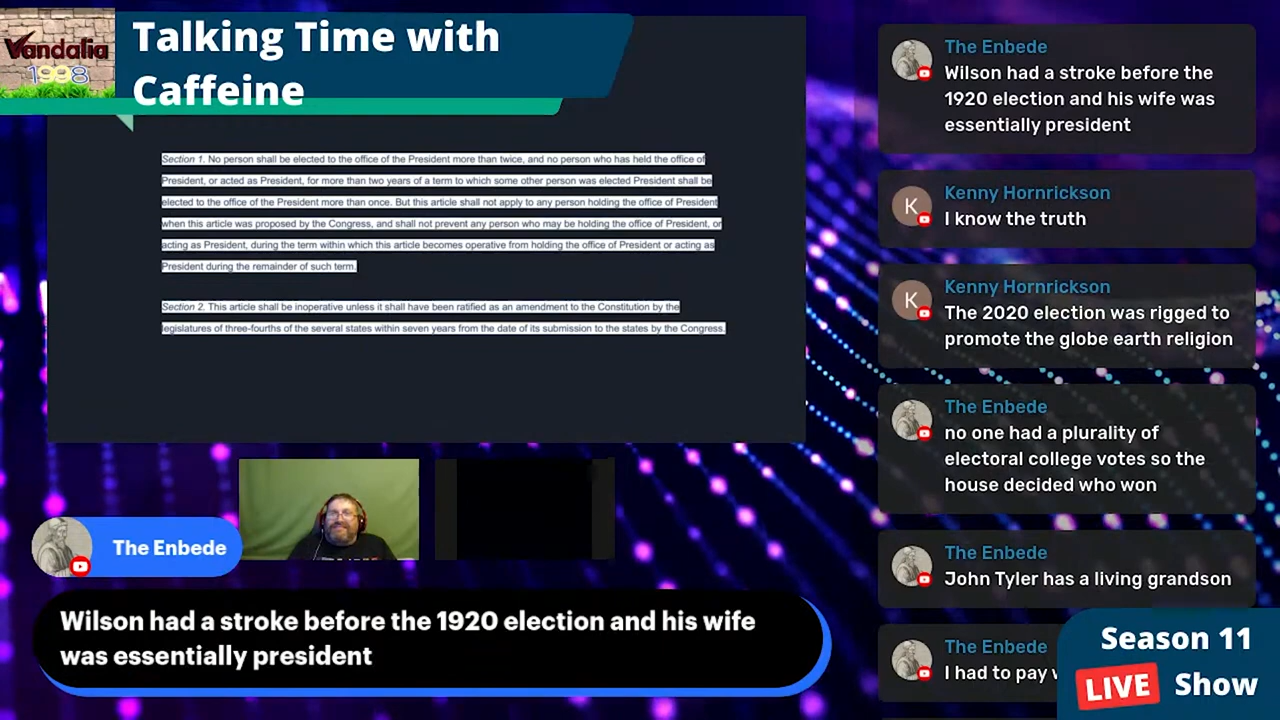 Vandalia
1998
Talking Time with
Caffeine
Section 1. No person shall be elected to the office of the President more than twice, and no person who has held the office of
President, or acted as President, for more than two years of a term to which some other person was elected President shall be
elected to the office of the President more than once. But this article shall not apply to any person holding the office of President
when this article was proposed by the Congress, and shall not prevent any person who may be holding the office of President, or
acting as President, during the term within which this article becomes operative from holding the office of President or acting as
President during the remainder of such term.
Section 2. This article shall be inoperative unless it shall have been ratified as an amendment to the Constitution by the
legislatures of three-fourths of the several states within seven years from the date of its submission to the states by the Congress.
The Enbede
Wilson had a stroke before the 1920 election and his wife
was essentially president
The Enbede
Wilson had a stroke before the
1920 election and his wife was
essentially president
K
Kenny Hornrickson
I know the truth
K
Kenny Hornrickson
The 2020 election was rigged to
promote the globe earth religion
The Enbede
no one had a plurality of
electoral college votes so the
house decided who won
The Enbede
John Tyler has a living grandson
The Enbede
I had to pay
Season 11
LIVE Show